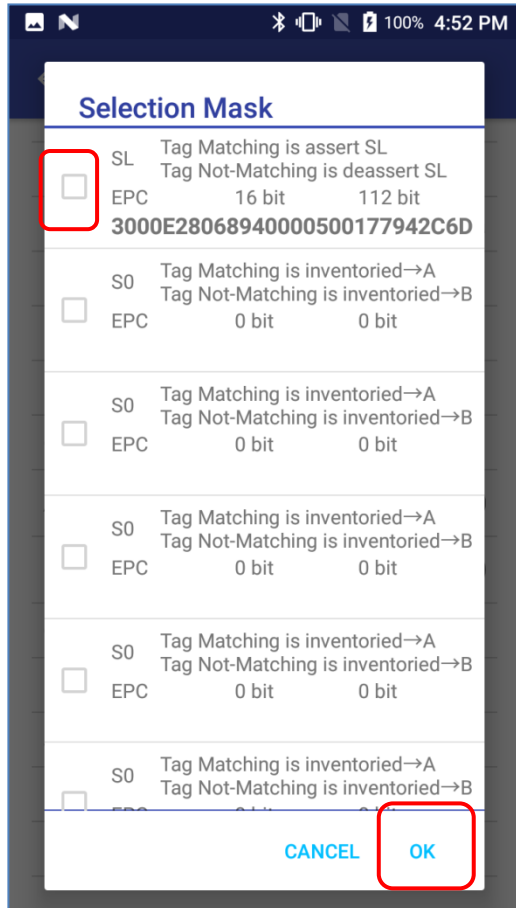 100% 4:52 PM
Selection Mask
SL Tag Matching is assert SL
Tag Not-Matching is deassert SL
EPC 16 bit 112 bit
3000E28068940000500177942C6D
S0 Tag Matching is inventoried→A
Tag Not-Matching is inventoried→B
EPC 0 bit 0 bit
S0 Tag Matching is inventoried→A
Tag Not-Matching is inventoried→B
EPC 0 bit 0 bit
S0 Tag Matching is inventoried→A
Tag Not-Matching is inventoried→B
EPC 0 bit 0 bit
S0 Tag Matching is inventoried→A
Tag Not-Matching is inventoried→B
EPC 0 bit 0 bit
S0 Tag Matching is inventoried→A
Tag Not-Matching is inventoried→B
CANCEL OK